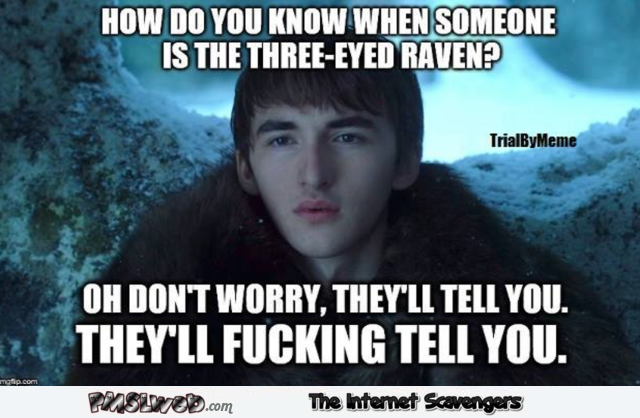 HOW DO YOU KNOW WHEN SOMEONE
IS THE THREE-EYED RAVEN?
TrialByMeme
OH DON'T WORRY, THEY'LL TELL YOU.
THEY'LL FUCKING TELL YOU.
imgflip.com
PMSLWEB.com
The Internet Scavengers